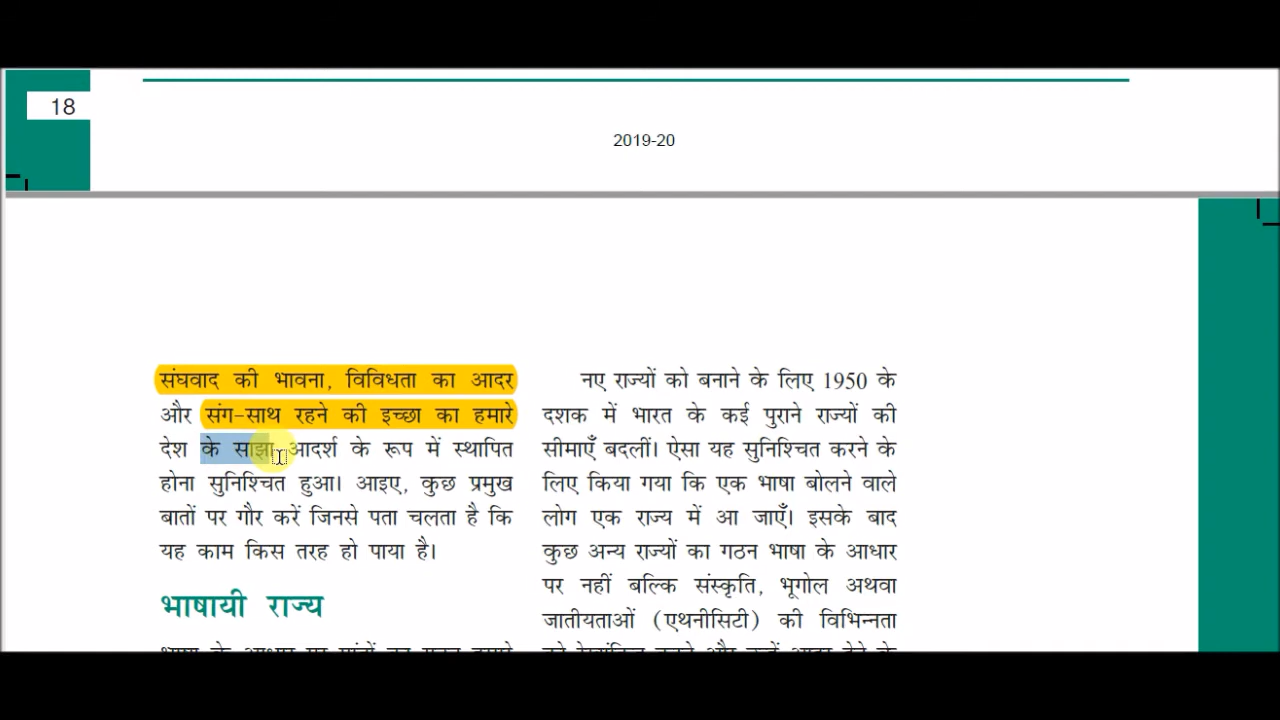 18
2019-20
संघवाद की भावना, विविधता का आदर
और संग-साथ रहने की इच्छा का हमारे
देश के साझा आदर्श के रूप में स्थापित
होना सुनिश्चित हुआ। आइए, कुछ प्रमुख
बातों पर गौर करें जिनसे पता चलता है कि
यह काम किस तरह हो पाया है।
भाषायी राज्य
नए राज्यों को बनाने के लिए 1950 के
दशक में भारत के कई पुराने राज्यों की
सीमाएँ बदलीं। ऐसा यह सुनिश्चित करने के
लिए किया गया कि एक भाषा बोलने वाले
लोग एक राज्य में आ जाएँ। इसके बाद
कुछ अन्य राज्यों का गठन भाषा के आधार
पर नहीं बल्कि संस्कृति, भूगोल अथवा
जातीयताओं (एथनीसिटी) की विभिन्नता